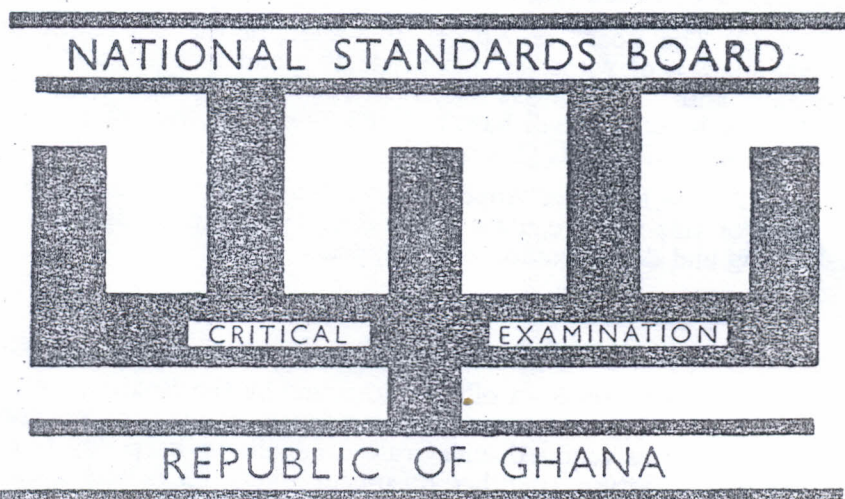 NATIONAL STANDARDS BOARD
CRITICAL EXAMINATION
REPUBLIC OF GHANA